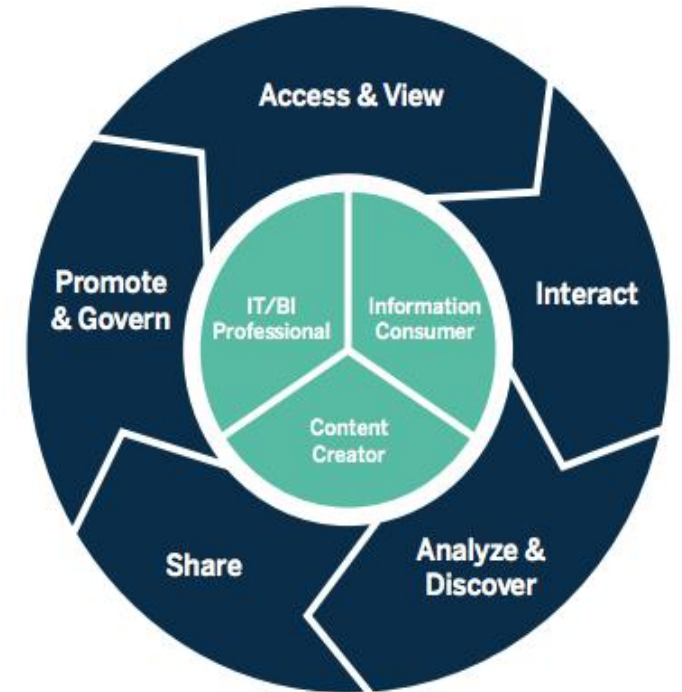 Access & View
Interact
Analyze &
Discover
Share
Promote
& Govern
IT/BI
Professional
Information
Consumer
Content
Creator